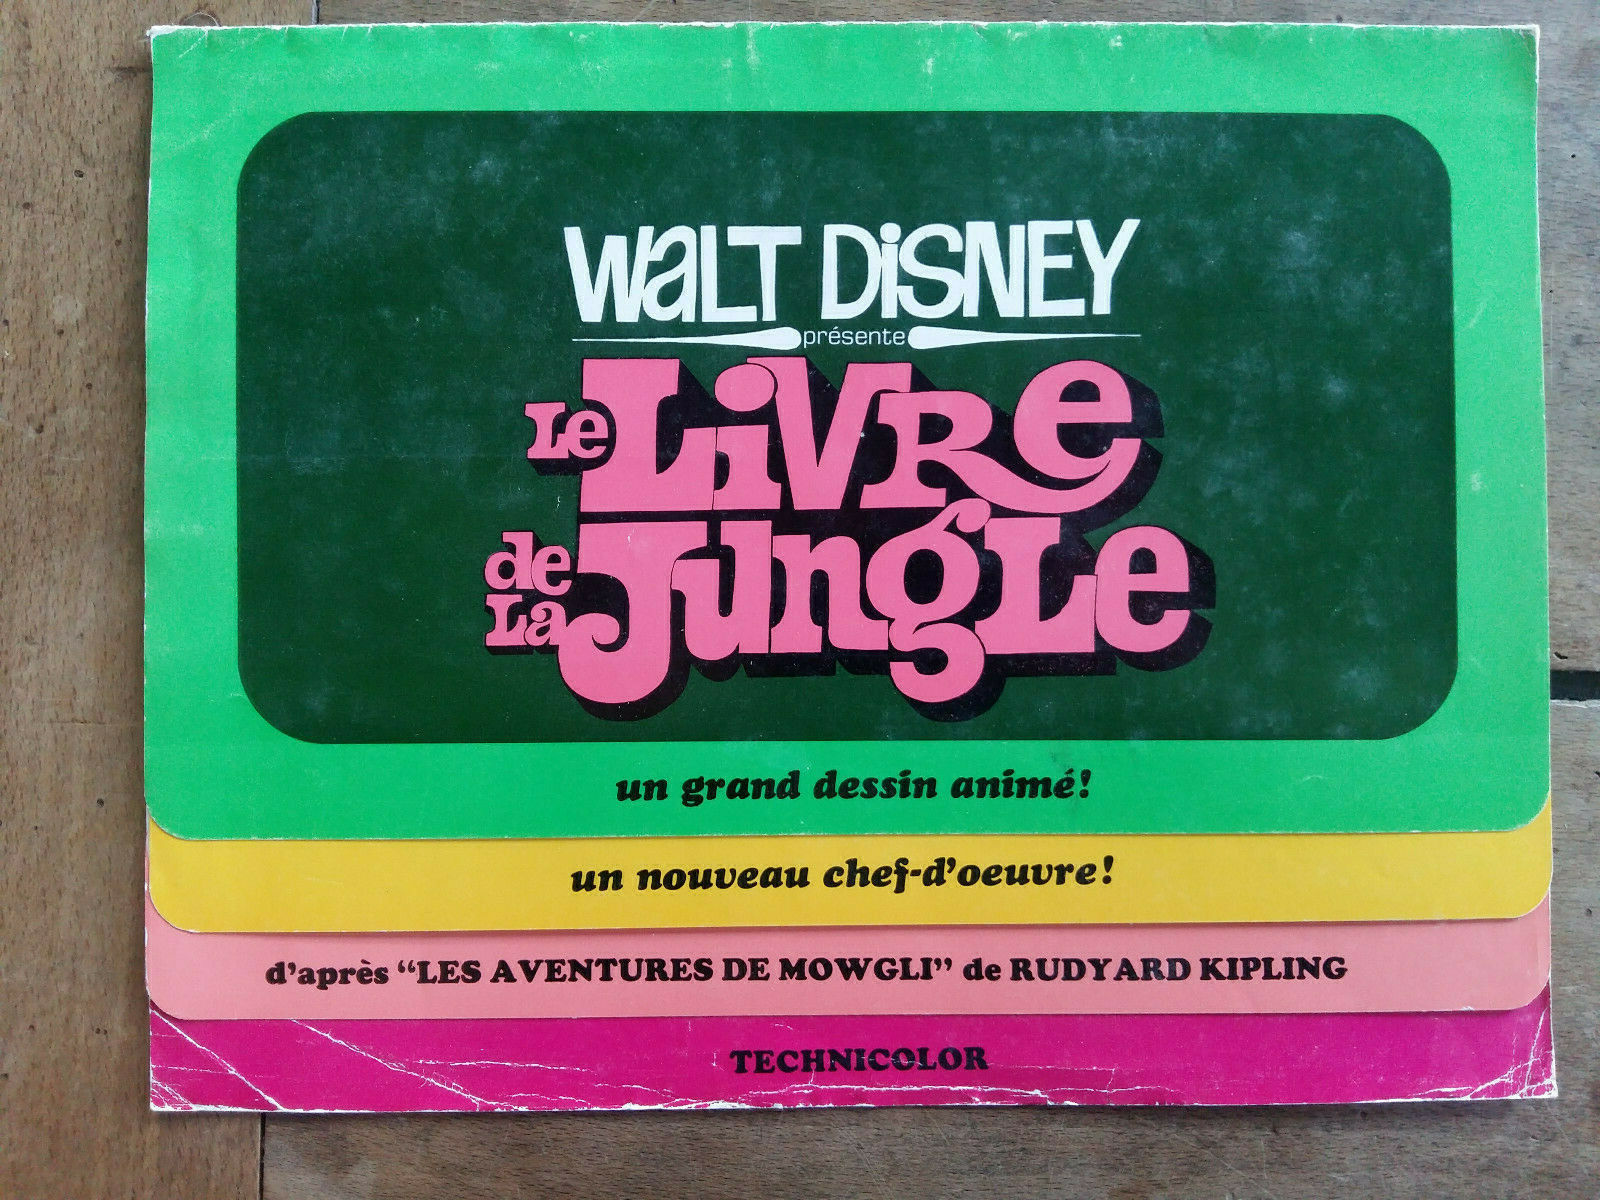 WaLT DiSNEY
présente
Le LiVRe
de La JungLe
un grand dessin animé!
un nouveau chef-d'oeuvre!
d'après “LES AVENTURES DE MOWGLI” de RUDYARD KIPLING
TECHNICOLOR